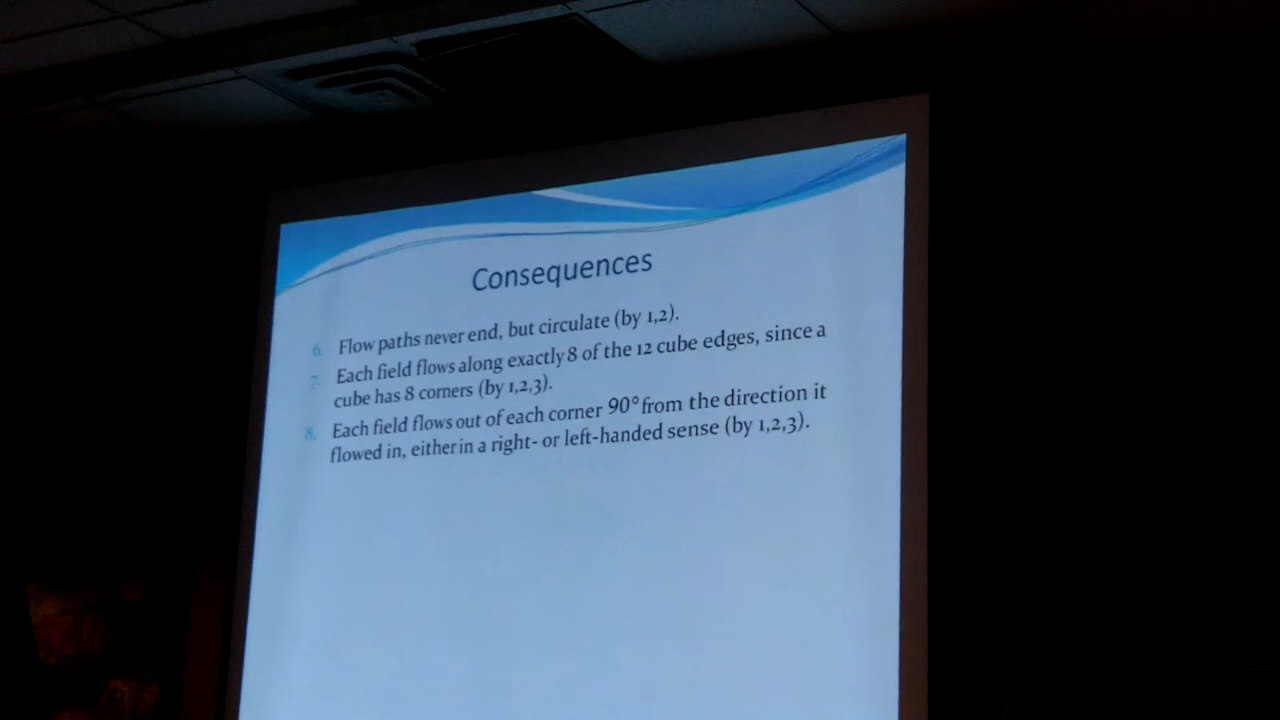 Consequences
6. Flow paths never end, but circulate (by 1,2).
7. Each field flows along exactly 8 of the 12 cube edges, since a
cube has 8 corners (by 1,2,3).
8. Each field flows out of each corner 90° from the direction it
flowed in, either in a right- or left-handed sense (by 1,2,3).